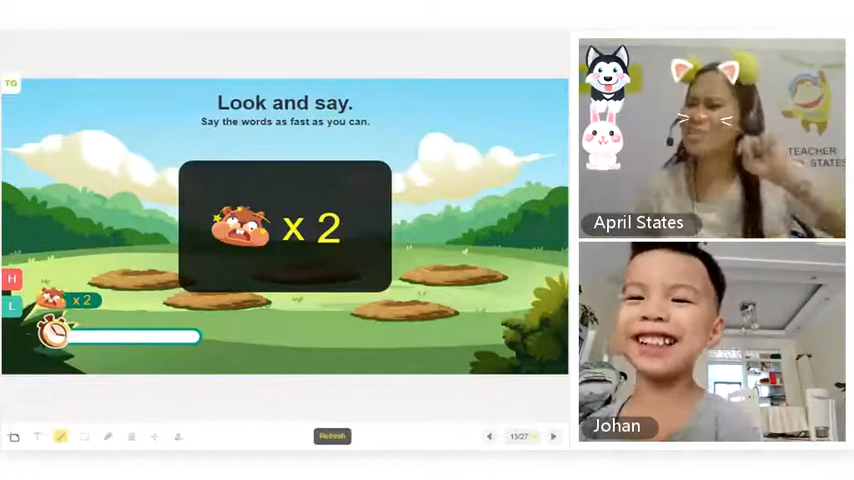 TG
Look and say.
Say the words as fast as you can.
x 2
H
L
x 2
Refresh
13/27
TEACHER
STATES
April States
Johan